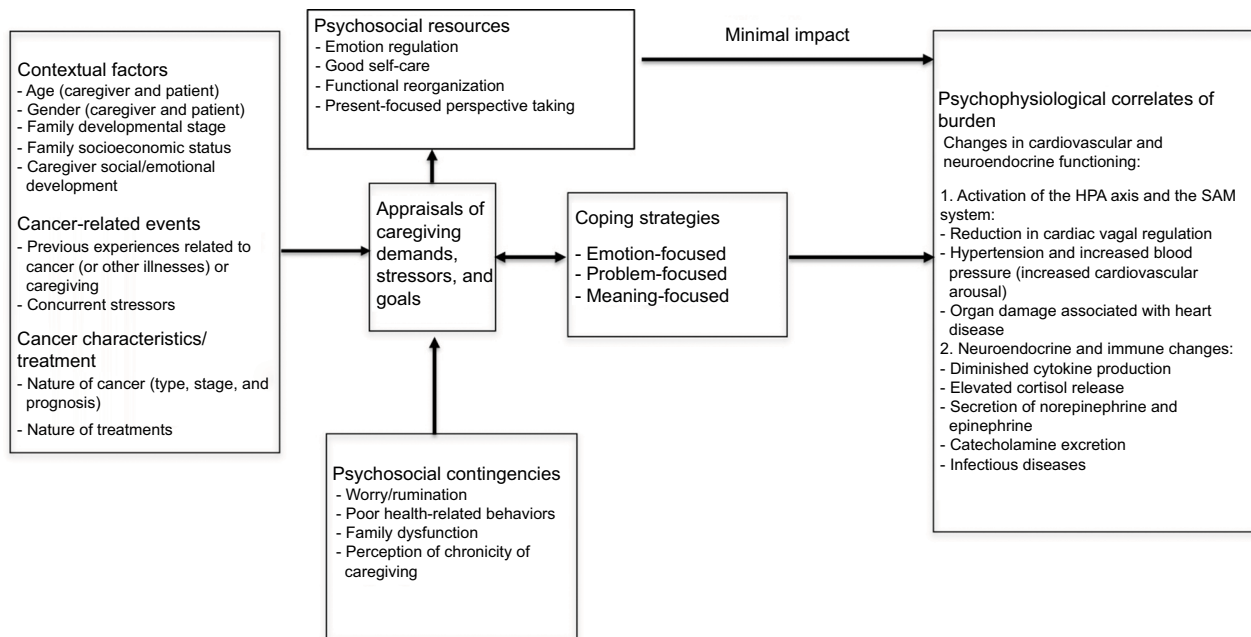 Contextual factors
- Age (caregiver and patient)
- Gender (caregiver and patient)
- Family developmental stage
- Family socioeconomic status
- Caregiver social/emotional
development
Cancer-related events
- Previous experiences related to
cancer (or other illnesses) or
caregiving
- Concurrent stressors
Cancer characteristics/
treatment
- Nature of cancer (type, stage, and
prognosis)
- Nature of treatments
Psychosocial resources
- Emotion regulation
- Good self-care
- Functional reorganization
- Present-focused perspective taking
Appraisals of
caregiving
demands,
stressors, and
goals
Psychosocial contingencies
- Worry/rumination
- Poor health-related behaviors
- Family dysfunction
- Perception of chronicity of
caregiving
Coping strategies
- Emotion-focused
- Problem-focused
- Meaning-focused
Minimal impact
Psychophysiological correlates of
burden
Changes in cardiovascular and
neuroendocrine functioning:
1. Activation of the HPA axis and the SAM
system:
- Reduction in cardiac vagal regulation
- Hypertension and increased blood
pressure (increased cardiovascular
arousal)
- Organ damage associated with heart
disease
2. Neuroendocrine and immune changes:
- Diminished cytokine production
- Elevated cortisol release
- Secretion of norepinephrine and
epinephrine
- Catecholamine excretion
- Infectious diseases